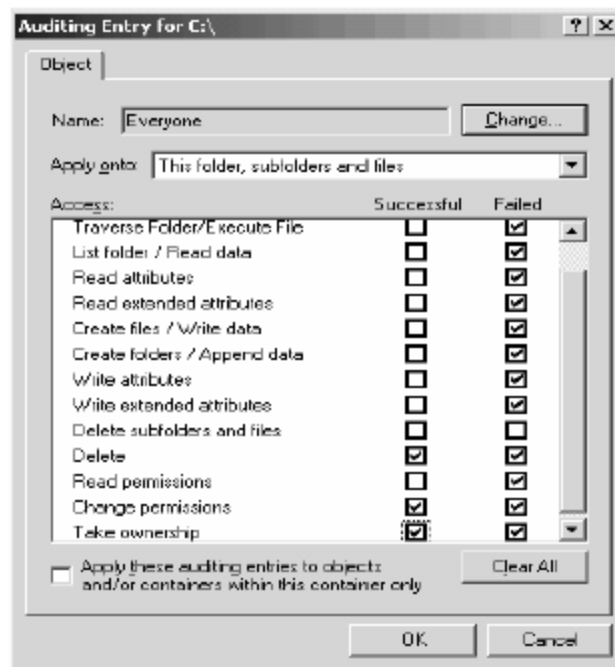 Auditing Entry for C:\
Object
Name: Everyone Change...
Apply onto: This folder, subfolders and files
Access: Successful Failed
Traverse Folder/Execute File
List folder / Read data
Read attributes
Read extended attributes
Create files / Write data
Create folders / Append data
Write attributes
Write extended attributes
Delete subfolders and files
Delete
Read permissions
Change permissions
Take ownership
Apply these auditing entries to objects
and/or containers within this container only
Clear All
OK Cancel